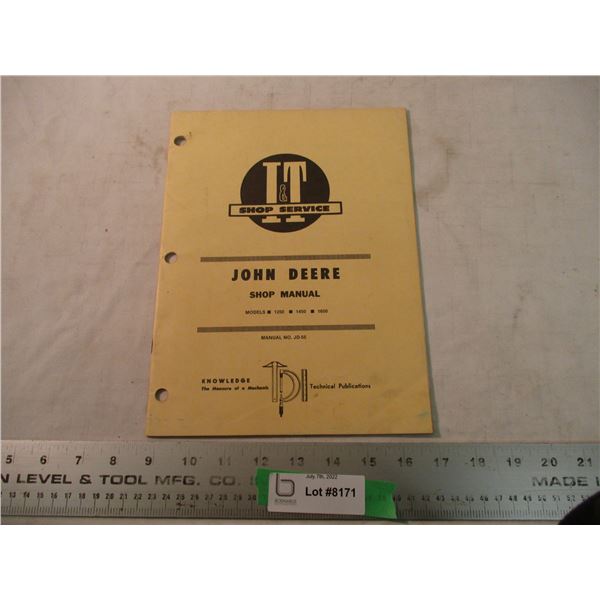 I&T
SHOP SERVICE
JOHN DEERE
SHOP MANUAL
MODELS ■ 1250 ■ 1450 ■ 1650
MANUAL NO. JD-55
KNOWLEDGE
The Measure of a Mechanic
Technical Publications
5 6 7 8 9 10 11 12 13 14 15 16 17 18 19 20 21
N LEVEL & TOOL MFG. CO. IN
MADE I
July 7th, 2022
Lot #8171